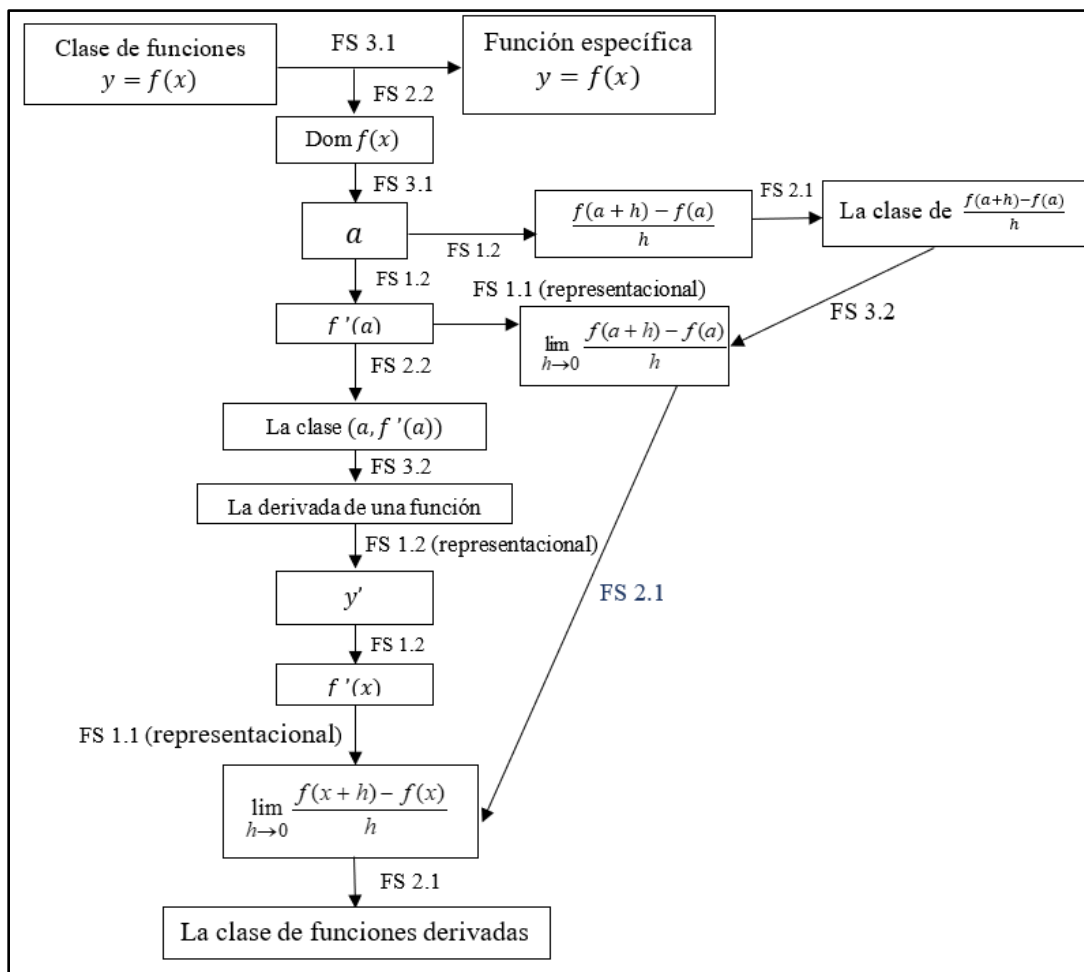 Clase de funciones
y = f(x)
FS 3.1
Función específica
y = f(x)
FS 2.2
Dom f(x)
FS 3.1
a
FS 1.2
f(a + h) − f(a)
h
FS 2.1
La clase de f(a+h)−f(a)
h
FS 1.2
f '(a)
FS 1.1 (representacional)
lim f(a + h) − f(a)
h→0 h
FS 3.2
FS 2.2
La clase (a, f '(a))
FS 3.2
La derivada de una función
FS 1.2 (representacional)
FS 2.1
y'
FS 1.2
f '(x)
FS 1.1 (representacional)
lim f(x + h) − f(x)
h→0 h
FS 2.1
La clase de funciones derivadas